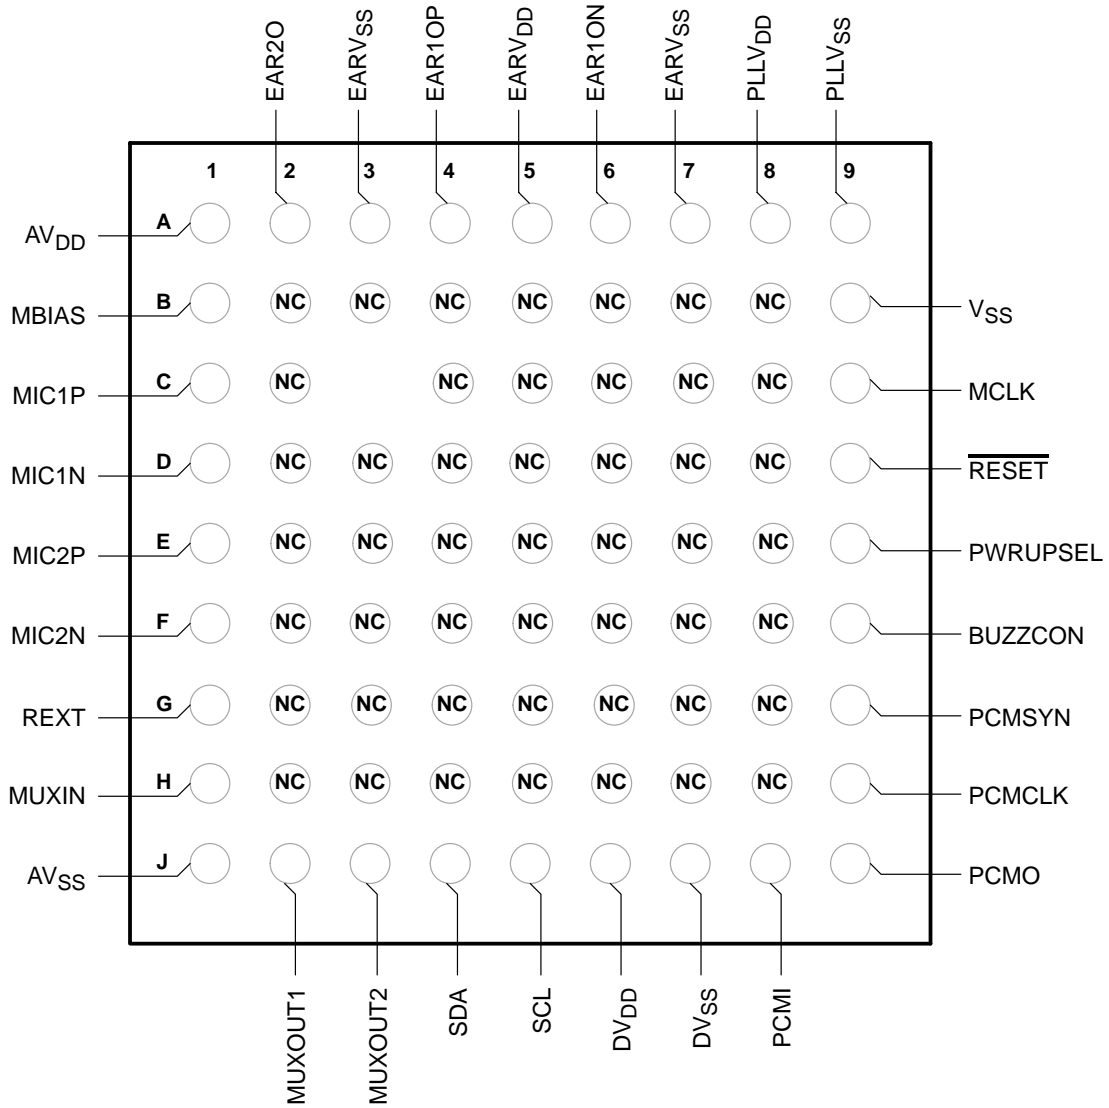 EAR2O
EARVSS
EAR1OP
EARVDD
EAR1ON
EARVSS
PLLVDD
PLLVSS
1 2 3 4 5 6 7 8 9
AVDD A
MBIAS B NC NC NC NC NC NC NC VSS
MIC1P C NC NC NC NC NC NC MCLK
MIC1N D NC NC NC NC NC NC NC RESET
MIC2P E NC NC NC NC NC NC NC PWRUPSEL
MIC2N F NC NC NC NC NC NC NC BUZZCON
REXT G NC NC NC NC NC NC NC PCMSYN
MUXIN H NC NC NC NC NC NC NC PCMCLK
AVSS J PCMO
MUXOUT1
MUXOUT2
SDA
SCL
DVDD
DVSS
PCMI